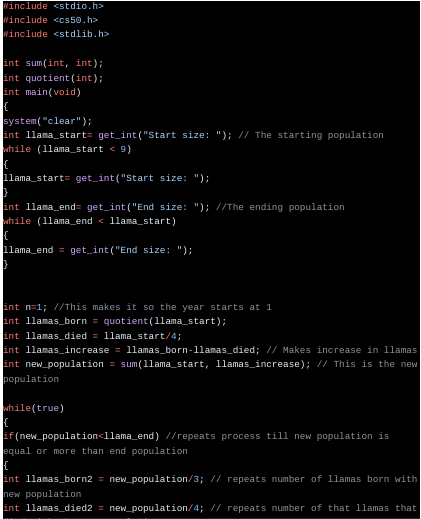 #include <stdio.h>
#include <cs50.h>
#include <stdlib.h>
int sum(int, int);
int quotient(int);
int main(void)
{
system("clear");
int llama_start= get_int("Start size: "); // The starting population
while (llama_start < 9)
{
llama_start= get_int("Start size: ");
}
int llama_end= get_int("End size: "); //The ending population
while (llama_end < llama_start)
{
llama_end = get_int("End size: ");
}
int n=1; //This makes it so the year starts at 1
int llamas_born = quotient(llama_start);
int llamas_died = llama_start/4;
int llamas_increase = llamas_born-llamas_died; // Makes increase in llamas
int new_population = sum(llama_start, llamas_increase); // This is the new
population
while(true)
{
if(new_population<llama_end) //repeats process till new population is
equal or more than end population
{
int llamas_born2 = new_population/3; // repeats number of llamas born with
new population
int llamas_died2 = new_population/4; // repeats number of that llamas that